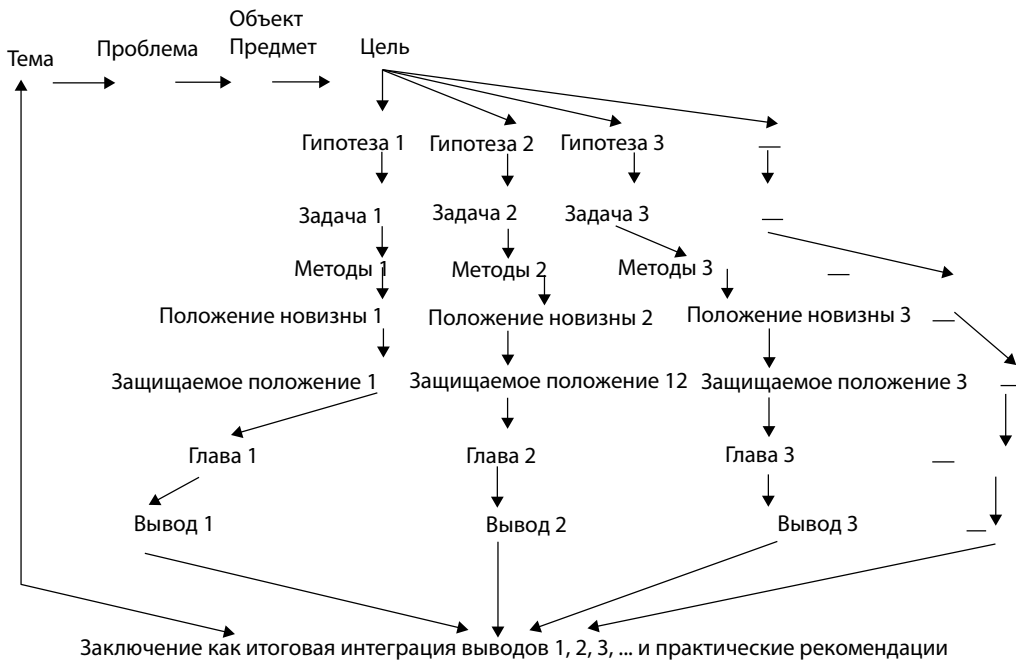 Объект
Тема Проблема Предмет Цель
Гипотеза 1 Гипотеза 2 Гипотеза 3 —
Задача 1 Задача 2 Задача 3 —
Методы 1 Методы 2 Методы 3 —
Положение новизны 1 Положение новизны 2 Положение новизны 3 —
Защищаемое положение 1 Защищаемое положение 12 Защищаемое положение 3 —
Глава 1 Глава 2 Глава 3 —
Вывод 1 Вывод 2 Вывод 3 —
Заключение как итоговая интеграция выводов 1, 2, 3, ... и практические рекомендации